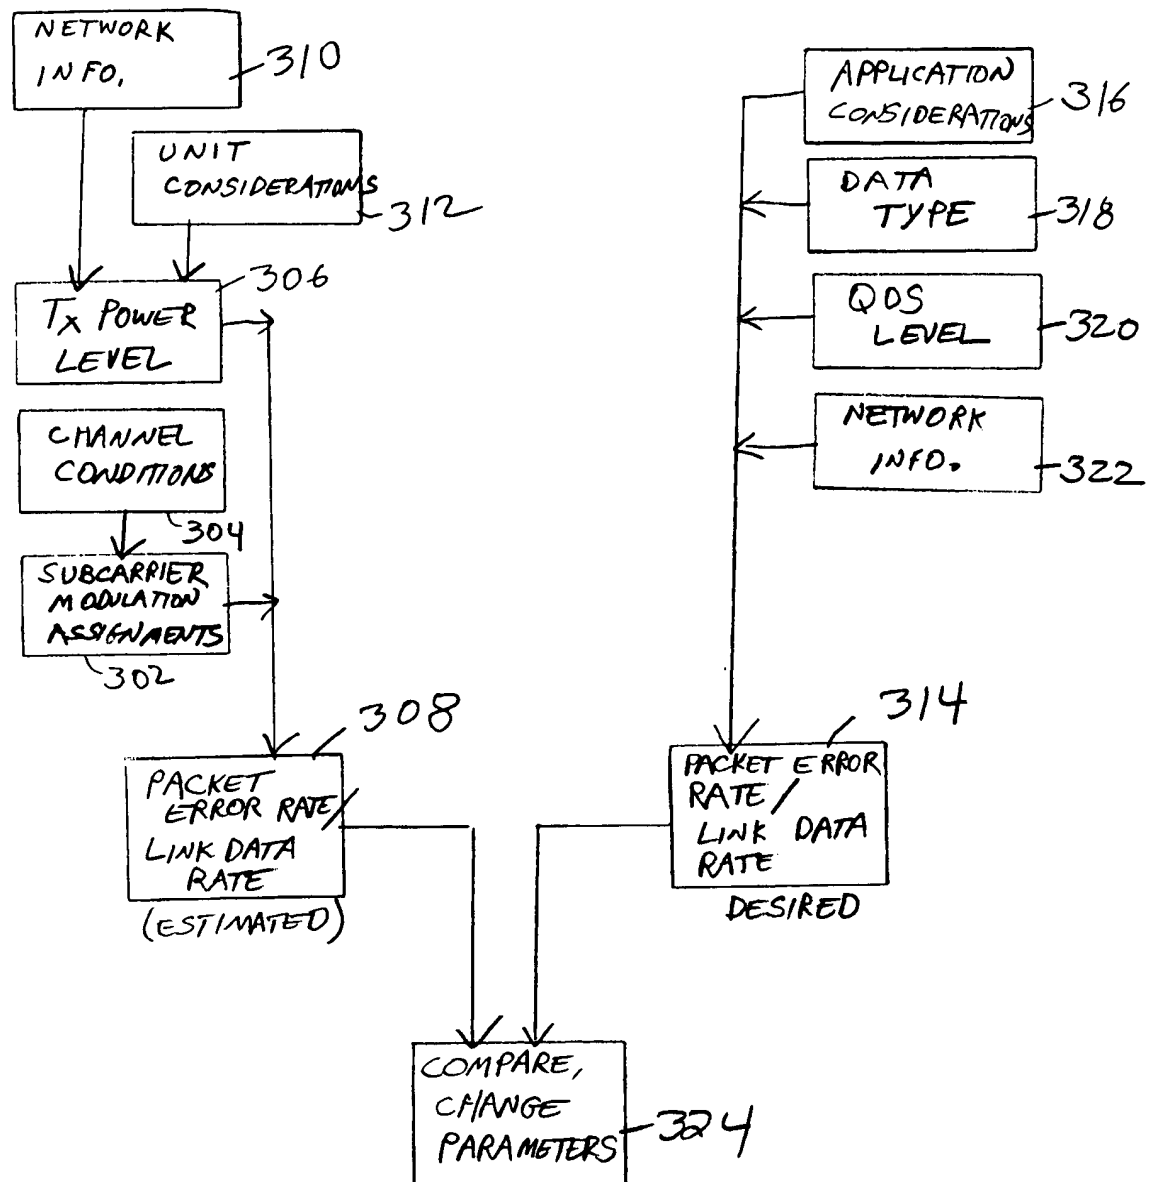 NETWORK
INFO.
310
UNIT
CONSIDERATIONS
312
306
TX POWER
LEVEL
CHANNEL
CONDITIONS
304
SUBCARRIER
MODULATION
ASSIGNMENTS
302
308
PACKET
ERROR RATE/
LINK DATA
RATE
(ESTIMATED)
APPLICATION
CONSIDERATIONS
316
DATA
TYPE
318
QOS
LEVEL
320
NETWORK
INFO.
322
314
PACKET ERROR
RATE /
LINK DATA
RATE
DESIRED
COMPARE,
CHANGE
PARAMETERS
324